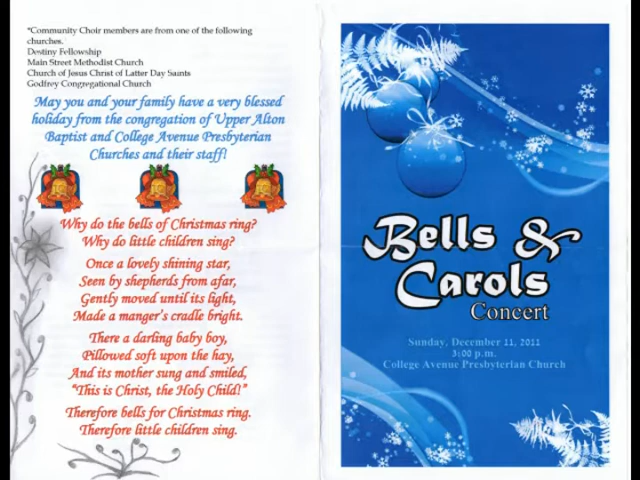 *Community Choir members are from one of the following
churches.
Destiny Fellowship
Main Street Methodist Church
Church of Jesus Christ of Latter Day Saints
Godfrey Congregational Church
May you and your family have a very blessed
holiday from the congregation of Upper Alton
Baptist and College Avenue Presbyterian
Churches and their staff!
Why do the bells of Christmas ring?
Why do little children sing?
Once a lovely shining star,
Seen by shepherds from afar,
Gently moved until its light,
Made a manger's cradle bright.
There a darling baby boy,
Pillowed soft upon the hay,
And its mother sung and smiled,
"This is Christ, the Holy Child!"
Therefore bells for Christmas ring.
Therefore little children sing.
Bells &
Carols
Concert
Sunday, December 11, 2011
3:00 p.m.
College Avenue Presbyterian Church